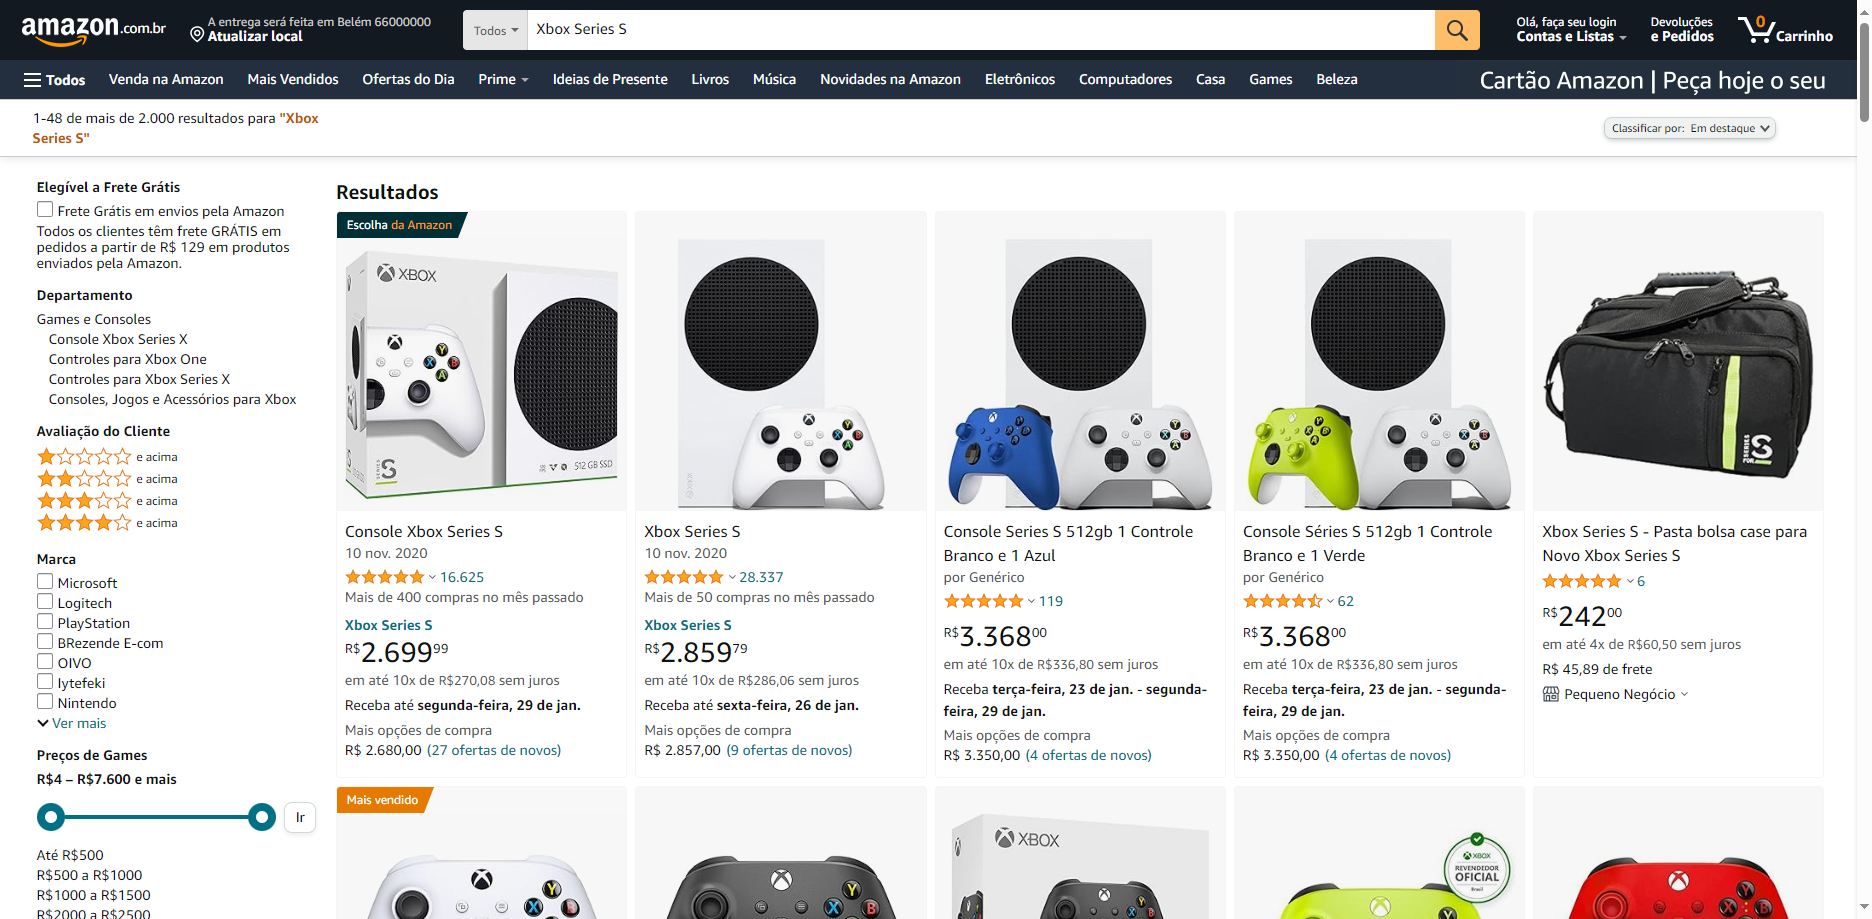 amazon.com.br
A entrega será feita em Belém 66000000
Atualizar local
Todos
Xbox Series S
Olá, faça seu login
Contas e Listas
Devoluções
e Pedidos
0
Carrinho
Todos
Venda na Amazon
Mais Vendidos
Ofertas do Dia
Prime
Ideias de Presente
Livros
Música
Novidades na Amazon
Eletrônicos
Computadores
Casa
Games
Beleza
Cartão Amazon | Peça hoje o seu
1-48 de mais de 2.000 resultados para "Xbox
Series S"
Classificar por: Em destaque
Elegível a Frete Grátis
Frete Grátis em envios pela Amazon
Todos os clientes têm frete GRÁTIS em
pedidos a partir de R$ 129 em produtos
enviados pela Amazon.
Departamento
Games e Consoles
Console Xbox Series X
Controles para Xbox One
Controles para Xbox Series X
Consoles, Jogos e Acessórios para Xbox
Avaliação do Cliente
e acima
e acima
e acima
e acima
Marca
Microsoft
Logitech
PlayStation
BRezende E-com
OIVO
Iytefeki
Nintendo
Ver mais
Preços de Games
R$4 – R$7.600 e mais
Ir
Até R$500
R$500 a R$1000
R$1000 a R$1500
R$2000 a R$2500
Resultados
Escolha da Amazon
XBOX
Y
X
B
A
SERIES
S
512 GB SSD
Console Xbox Series S
10 nov. 2020
16.625
Mais de 400 compras no mês passado
Xbox Series S
R$2.69999
em até 10x de R$270,08 sem juros
Receba até segunda-feira, 29 de jan.
Mais opções de compra
R$ 2.680,00 (27 ofertas de novos)
Xbox Series S
10 nov. 2020
28.337
Mais de 50 compras no mês passado
Xbox Series S
R$2.85979
em até 10x de R$286,06 sem juros
Receba até sexta-feira, 26 de jan.
Mais opções de compra
R$ 2.857,00 (9 ofertas de novos)
Console Series S 512gb 1 Controle
Branco e 1 Azul
por Genérico
119
R$3.36800
em até 10x de R$336,80 sem juros
Receba terça-feira, 23 de jan. - segunda-
feira, 29 de jan.
Mais opções de compra
R$ 3.350,00 (4 ofertas de novos)
Console Séries S 512gb 1 Controle
Branco e 1 Verde
por Genérico
62
R$3.36800
em até 10x de R$336,80 sem juros
Receba terça-feira, 23 de jan. - segunda-
feira, 29 de jan.
Mais opções de compra
R$ 3.350,00 (4 ofertas de novos)
SERIES
FOR
S
Xbox Series S - Pasta bolsa case para
Novo Xbox Series S
6
R$24200
em até 4x de R$60,50 sem juros
R$ 45,89 de frete
Pequeno Negócio
Mais vendido
Y
X
B
Y
X
B
XBOX
XBOX
REVENDEDOR
OFICIAL
Brasil